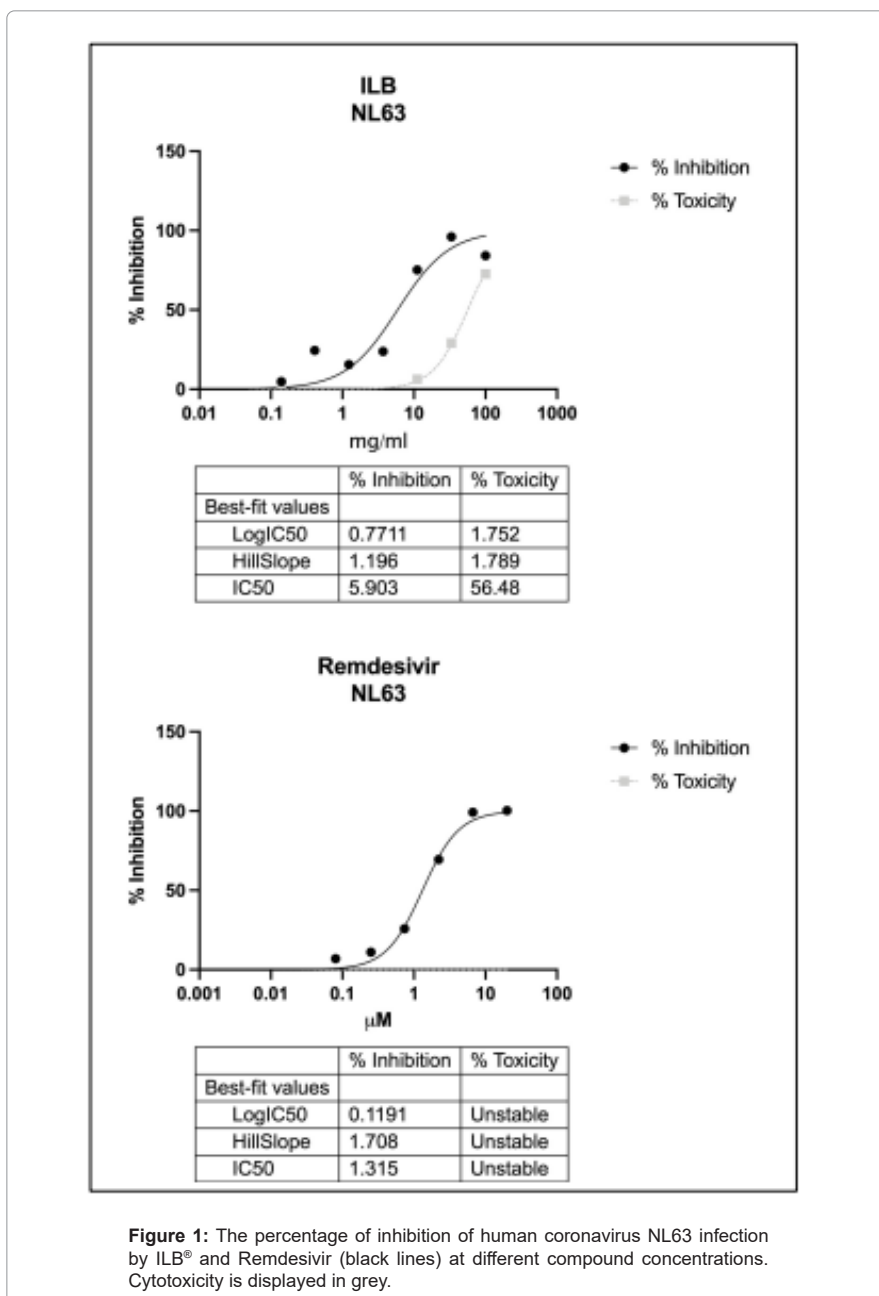 ILB
NL63
150
100
50
0
% Inhibition
0.01 0.1 1 10 100 1000
mg/ml
% Inhibition
% Toxicity
% Inhibition % Toxicity
Best-fit values
LogIC50 0.7711 1.752
HillSlope 1.196 1.789
IC50 5.903 56.48
Remdesivir
NL63
150
100
50
0
% Inhibition
0.001 0.01 0.1 1 10 100
μM
% Inhibition
% Toxicity
% Inhibition % Toxicity
Best-fit values
LogIC50 0.1191 Unstable
HillSlope 1.708 Unstable
IC50 1.315 Unstable
Figure 1: The percentage of inhibition of human coronavirus NL63 infection
by ILB® and Remdesivir (black lines) at different compound concentrations.
Cytotoxicity is displayed in grey.